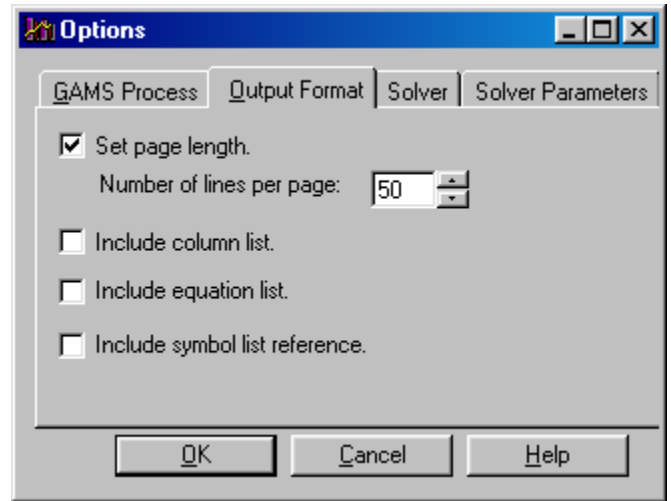 Options
GAMS Process Output Format Solver Solver Parameters
Set page length.
Number of lines per page: 50
Include column list.
Include equation list.
Include symbol list reference.
OK Cancel Help